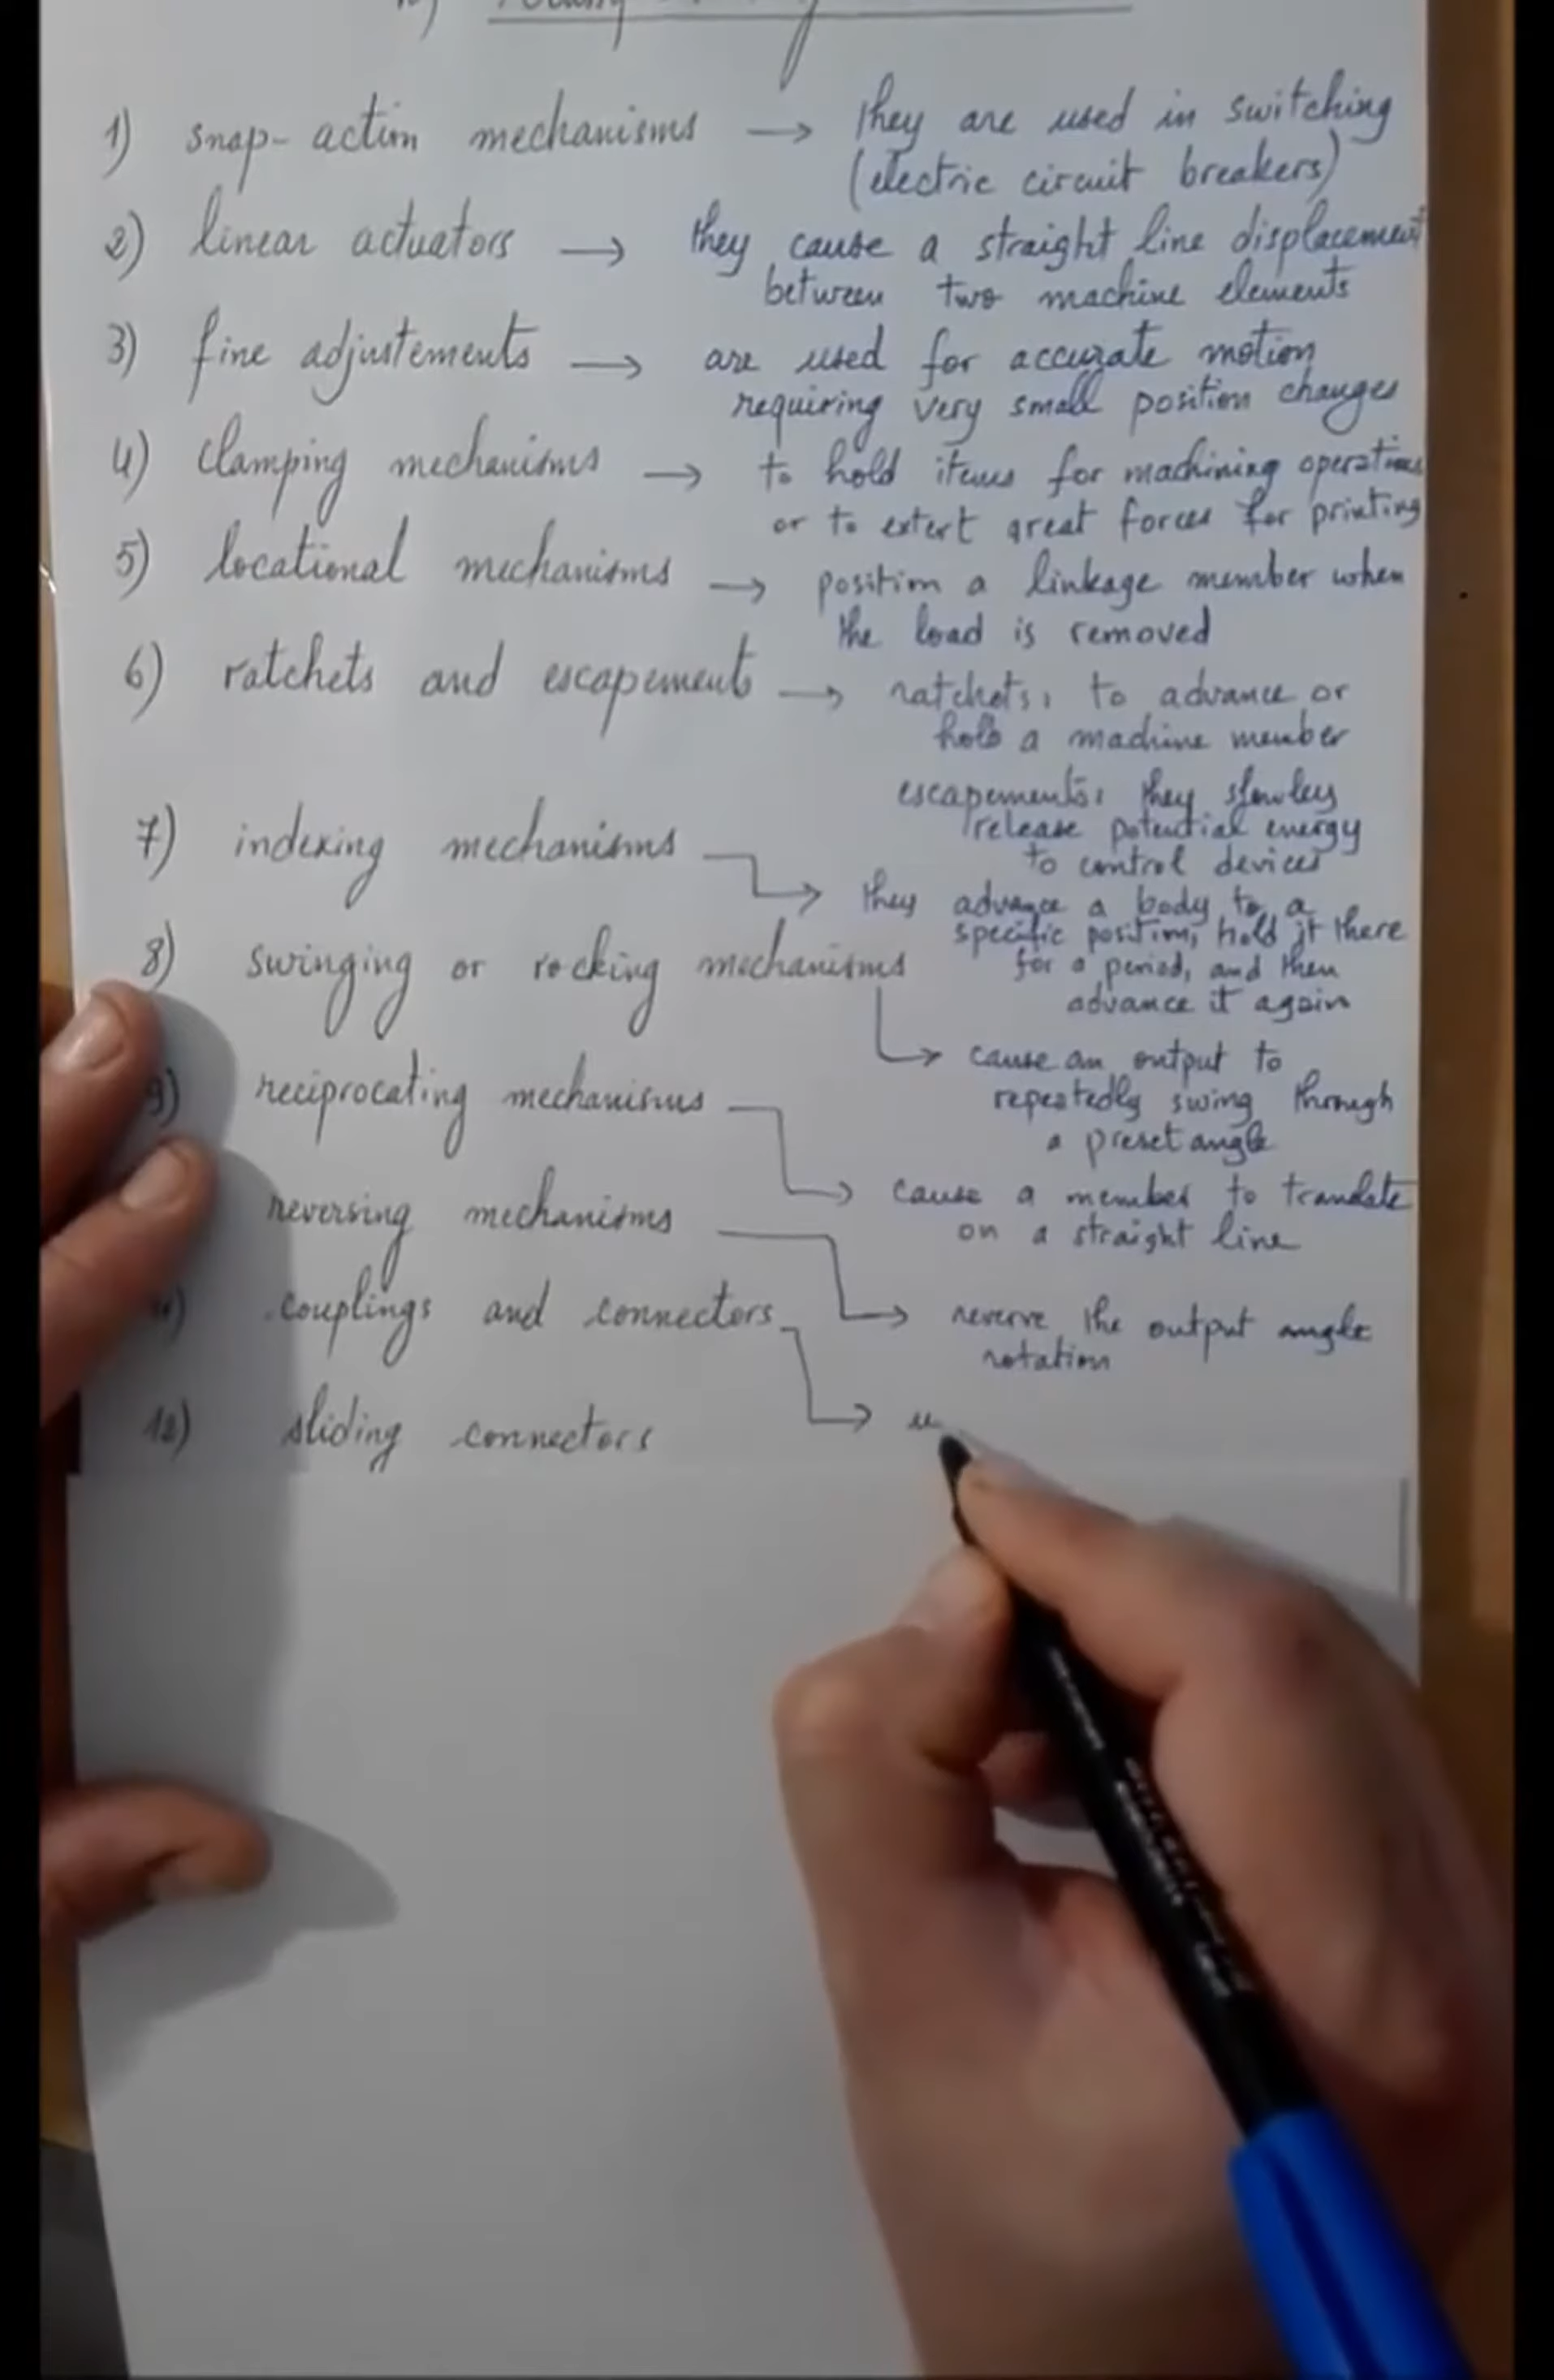 1) snap-action mechanisms → they are used in switching
(electric circuit breakers)
2) linear actuators → they cause a straight line displacement
between two machine elements
3) fine adjustements → are used for accurate motion
requiring very small position changes
4) clamping mechanisms → to hold items for machining operations
or to extert great forces for printing
5) locational mechanisms → position a linkage member when
the load is removed
6) ratchets and escapements → ratchets: to advance or
hold a machine member
escapements: they slowley
release potential energy
to control devices
7) indexing mechanisms → they advance a body to a
specific position, hold it there
for a period, and then
advance it again
8) swinging or rocking mechanisms → cause an output to
repeatedly swing through
a preset angle
9) reciprocating mechanisms → cause a member to translate
on a straight line
reversing mechanisms → reverse the output angle
rotation
couplings and connectors →
12) sliding connectors